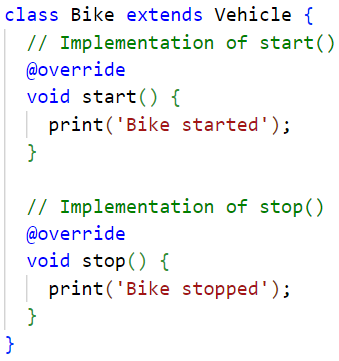 class Bike extends Vehicle {
  // Implementation of start()
  @override
  void start() {
    print('Bike started');
  }

  // Implementation of stop()
  @override
  void stop() {
    print('Bike stopped');
  }
}